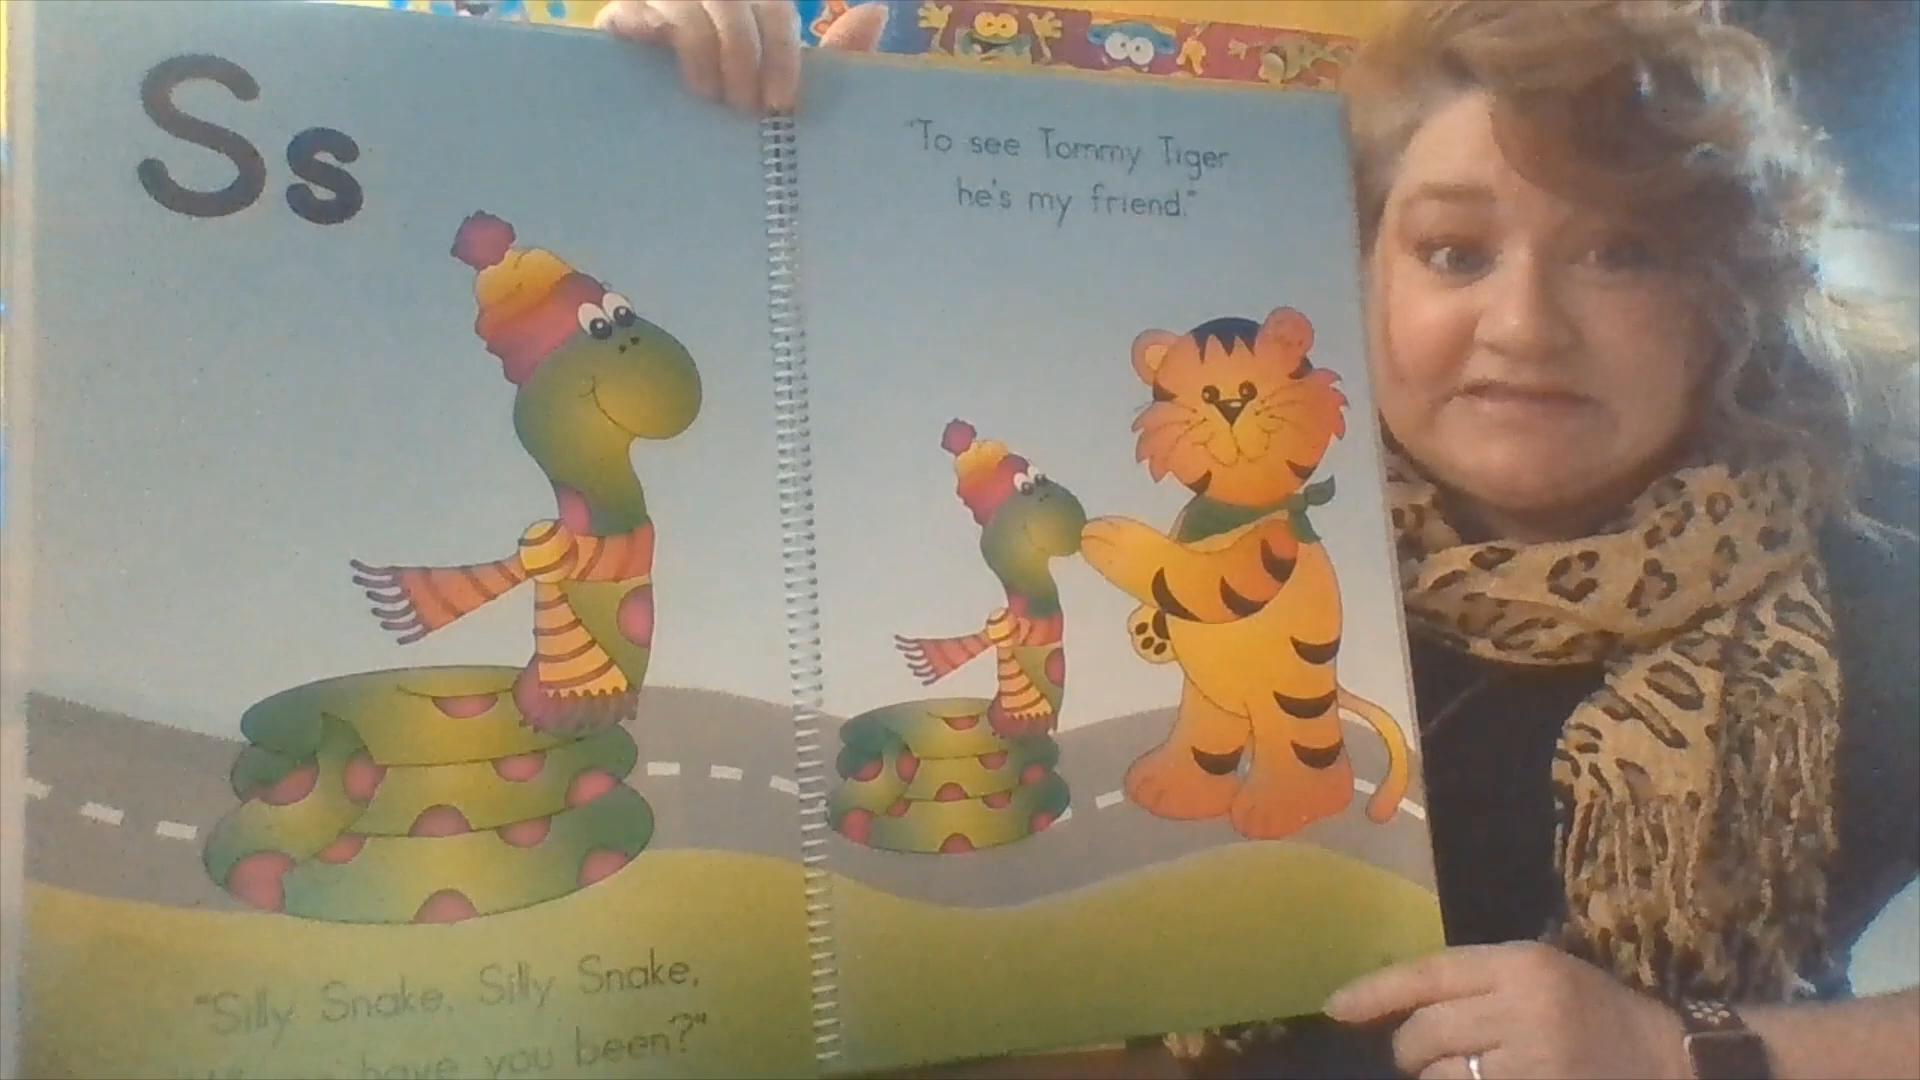 Ss
"Silly Snake, Silly Snake,
have you been?"
"To see Tommy Tiger
he's my friend."